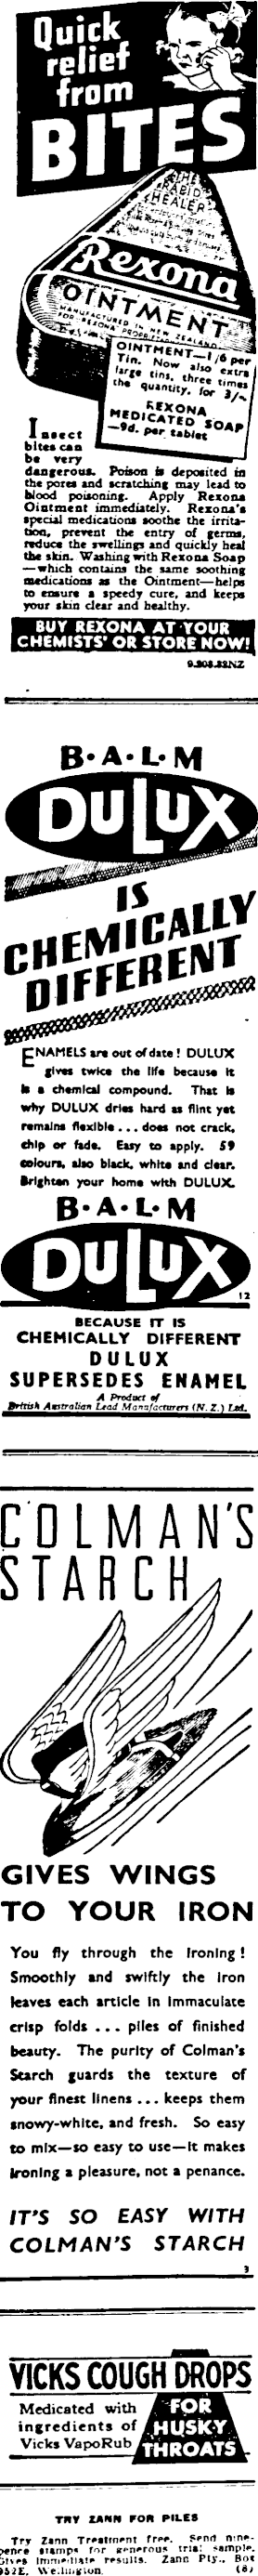 Quick
relief
from
BITES
THE
RAPID
HEALER
Rexona
OINTMENT
MANUFACTURED IN NEW ZEALAND
FOR REXONA PROPRIETARY
OINTMENT—1/6 per
Tin. Now also extra
large tins, three times
the quantity, for 3/-
REXONA
MEDICATED SOAP
—9d. per tablet
Insect
bites can
be very
dangerous. Poison is deposited in
the pores and scratching may lead to
blood poisoning. Apply Rexona
Ointment immediately. Rexona's
special medications soothe the irrita-
tion, prevent the entry of germs,
reduce the swellings and quickly heal
the skin. Washing with Rexona Soap
—which contains the same soothing
medications as the Ointment—helps
to ensure a speedy cure, and keeps
your skin clear and healthy.
BUY REXONA AT YOUR
CHEMISTS' OR STORE NOW!
B·A·L·M
DULUX
IS
CHEMICALLY
DIFFERENT
ENAMELS are out of date! DULUX
gives twice the life because it
is a chemical compound. That is
why DULUX dries hard as flint yet
remains flexible . . . does not crack,
chip or fade. Easy to apply. 59
colours, also black, white and clear.
Brighten your home with DULUX.
B·A·L·M
DULUX
12
BECAUSE IT IS
CHEMICALLY DIFFERENT
DULUX
SUPERSEDES ENAMEL
A Product of
British Australian Lead Manufacturers (N.Z.) Ltd.
COLMAN'S
STARCH
GIVES WINGS
TO YOUR IRON
You fly through the ironing!
Smoothly and swiftly the iron
leaves each article in immaculate
crisp folds . . . piles of finished
beauty. The purity of Colman's
Starch guards the texture of
your finest linens . . . keeps them
snowy-white, and fresh. So easy
to mix—so easy to use—it makes
ironing a pleasure, not a penance.
IT'S SO EASY WITH
COLMAN'S STARCH
3
VICKS COUGH DROPS
Medicated with
ingredients of
Vicks VapoRub
FOR
HUSKY
THROATS
TRY ZANN FOR PILES
Try Zann Treatment free. Send nine-
pence stamps for generous trial sample.
Gives immediate results. Zann Pty., Box
952E, Wellington. (8)